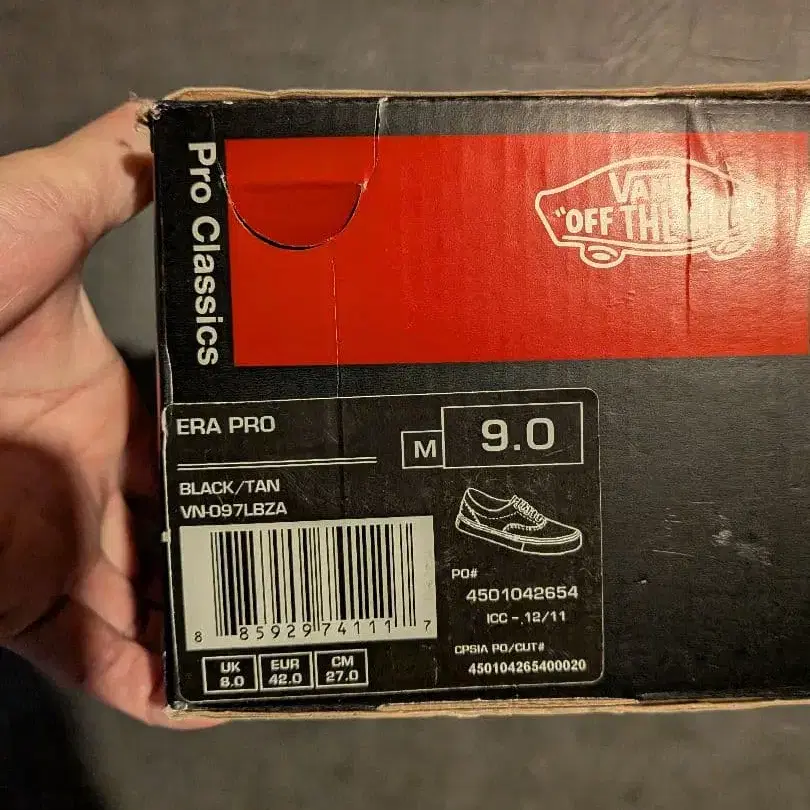 Pro Classics
"OFF THE
ERA PRO
M 9.0
BLACK/TAN
VN-097LBZA
8 85929 74111 7
PO#
4501042654
ICC - 12/11
CPSIA PO/CUT#
450104265400020
UK 8.0
EUR 42.0
CM 27.0